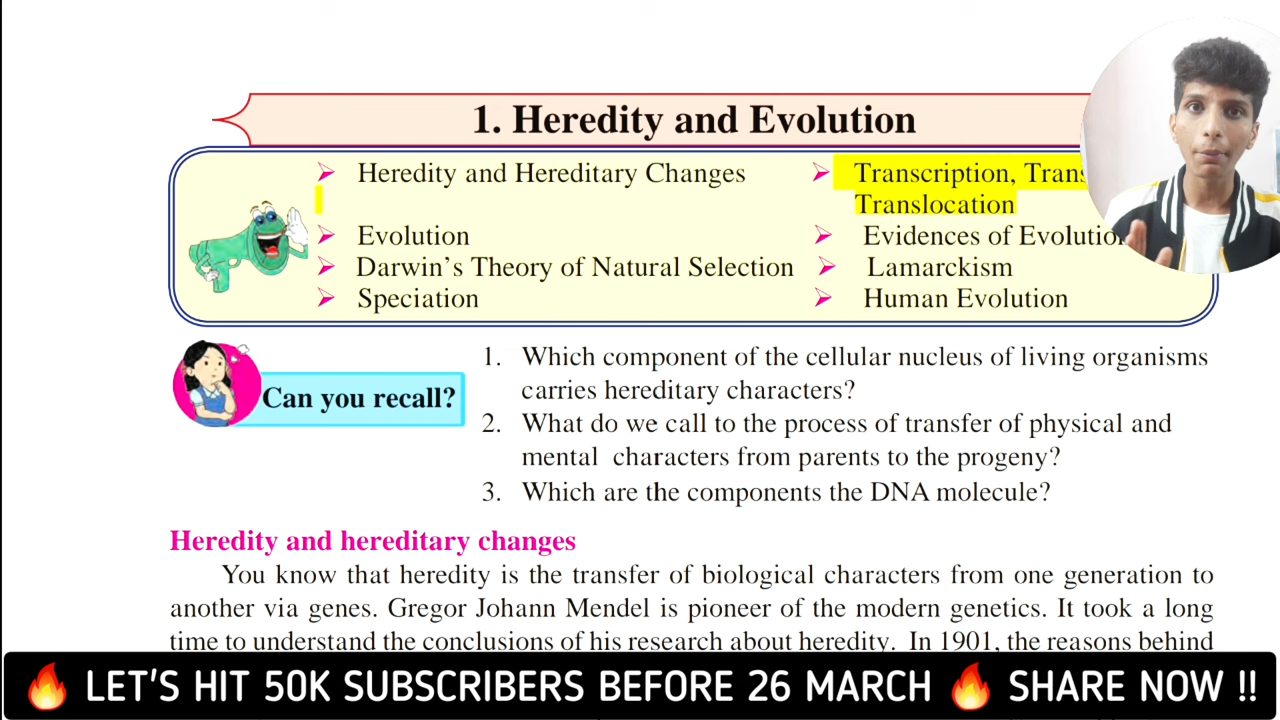 1. Heredity and Evolution
Heredity and Hereditary Changes
Transcription,
Translocation
Evolution
Evidences of
Darwin's Theory of Natural Selection
Lamarckism
Speciation
Human Evolution
Can you recall?
1. Which component of the cellular nucleus of living organisms
carries hereditary characters?
2. What do we call to the process of transfer of physical and
mental characters from parents to the progeny?
3. Which are the components the DNA molecule?
Heredity and hereditary changes
You know that heredity is the transfer of biological characters from one generation to
another via genes. Gregor Johann Mendel is pioneer of the modern genetics. It took a long
time to understand the conclusions of his research about heredity. In 1901, the reasons behind
🔥 LET'S HIT 50K SUBSCRIBERS BEFORE 26 MARCH 🔥 SHARE NOW !!